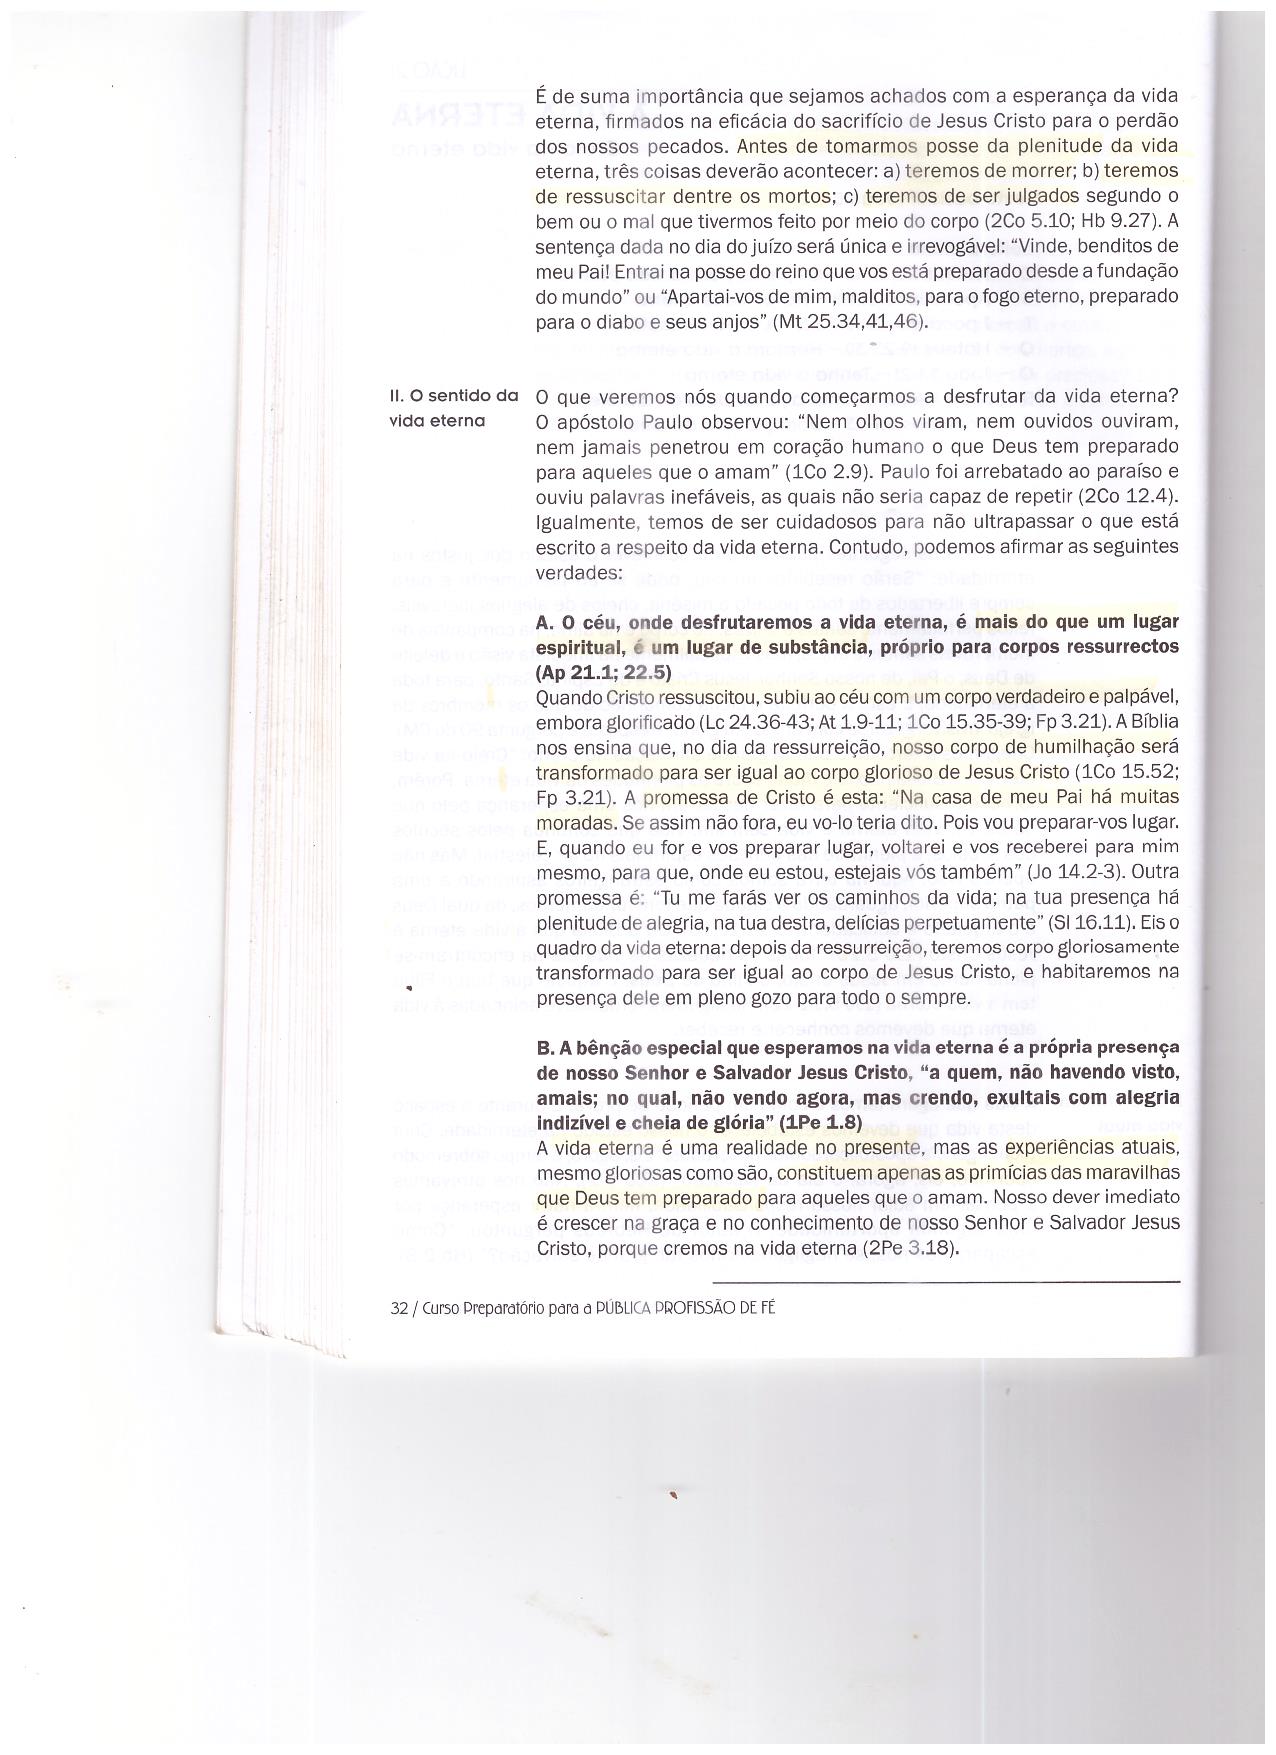 É de suma importância que sejamos achados com a esperança da vida
eterna, firmados na eficácia do sacrifício de Jesus Cristo para o perdão
dos nossos pecados. Antes de tomarmos posse da plenitude da vida
eterna, três coisas deverão acontecer: a) teremos de morrer; b) teremos
de ressuscitar dentre os mortos; c) teremos de ser julgados segundo o
bem ou o mal que tivermos feito por meio do corpo (2Co 5.10; Hb 9.27). A
sentença dada no dia do juízo será única e irrevogável: “Vinde, benditos de
meu Pai! Entrai na posse do reino que vos está preparado desde a fundação
do mundo” ou “Apartai-vos de mim, malditos, para o fogo eterno, preparado
para o diabo e seus anjos” (Mt 25.34,41,46).
II. O sentido da
vida eterna
O que veremos nós quando começarmos a desfrutar da vida eterna?
O apóstolo Paulo observou: “Nem olhos viram, nem ouvidos ouviram,
nem jamais penetrou em coração humano o que Deus tem preparado
para aqueles que o amam” (1Co 2.9). Paulo foi arrebatado ao paraíso e
ouviu palavras inefáveis, as quais não seria capaz de repetir (2Co 12.4).
Igualmente, temos de ser cuidadosos para não ultrapassar o que está
escrito a respeito da vida eterna. Contudo, podemos afirmar as seguintes
verdades:
A. O céu, onde desfrutaremos a vida eterna, é mais do que um lugar
espiritual, é um lugar de substância, próprio para corpos ressurrectos
(Ap 21.1; 22.5)
Quando Cristo ressuscitou, subiu ao céu com um corpo verdadeiro e palpável,
embora glorificado (Lc 24.36-43; At 1.9-11; 1Co 15.35-39; Fp 3.21). A Bíblia
nos ensina que, no dia da ressurreição, nosso corpo de humilhação será
transformado para ser igual ao corpo glorioso de Jesus Cristo (1Co 15.52;
Fp 3.21). A promessa de Cristo é esta: “Na casa de meu Pai há muitas
moradas. Se assim não fora, eu vo-lo teria dito. Pois vou preparar-vos lugar.
E, quando eu for e vos preparar lugar, voltarei e vos receberei para mim
mesmo, para que, onde eu estou, estejais vós também” (Jo 14.2-3). Outra
promessa é: “Tu me farás ver os caminhos da vida; na tua presença há
plenitude de alegria, na tua destra, delícias perpetuamente” (Sl 16.11). Eis o
quadro da vida eterna: depois da ressurreição, teremos corpo gloriosamente
transformado para ser igual ao corpo de Jesus Cristo, e habitaremos na
presença dele em pleno gozo para todo o sempre.
B. A bênção especial que esperamos na vida eterna é a própria presença
de nosso Senhor e Salvador Jesus Cristo, “a quem, não havendo visto,
amais; no qual, não vendo agora, mas crendo, exultais com alegria
indizível e cheia de glória” (1Pe 1.8)
A vida eterna é uma realidade no presente, mas as experiências atuais,
mesmo gloriosas como são, constituem apenas as primícias das maravilhas
que Deus tem preparado para aqueles que o amam. Nosso dever imediato
é crescer na graça e no conhecimento de nosso Senhor e Salvador Jesus
Cristo, porque cremos na vida eterna (2Pe 3.18).
32 / Curso Preparatório para a PÚBLICA PROFISSÃO DE FÉ